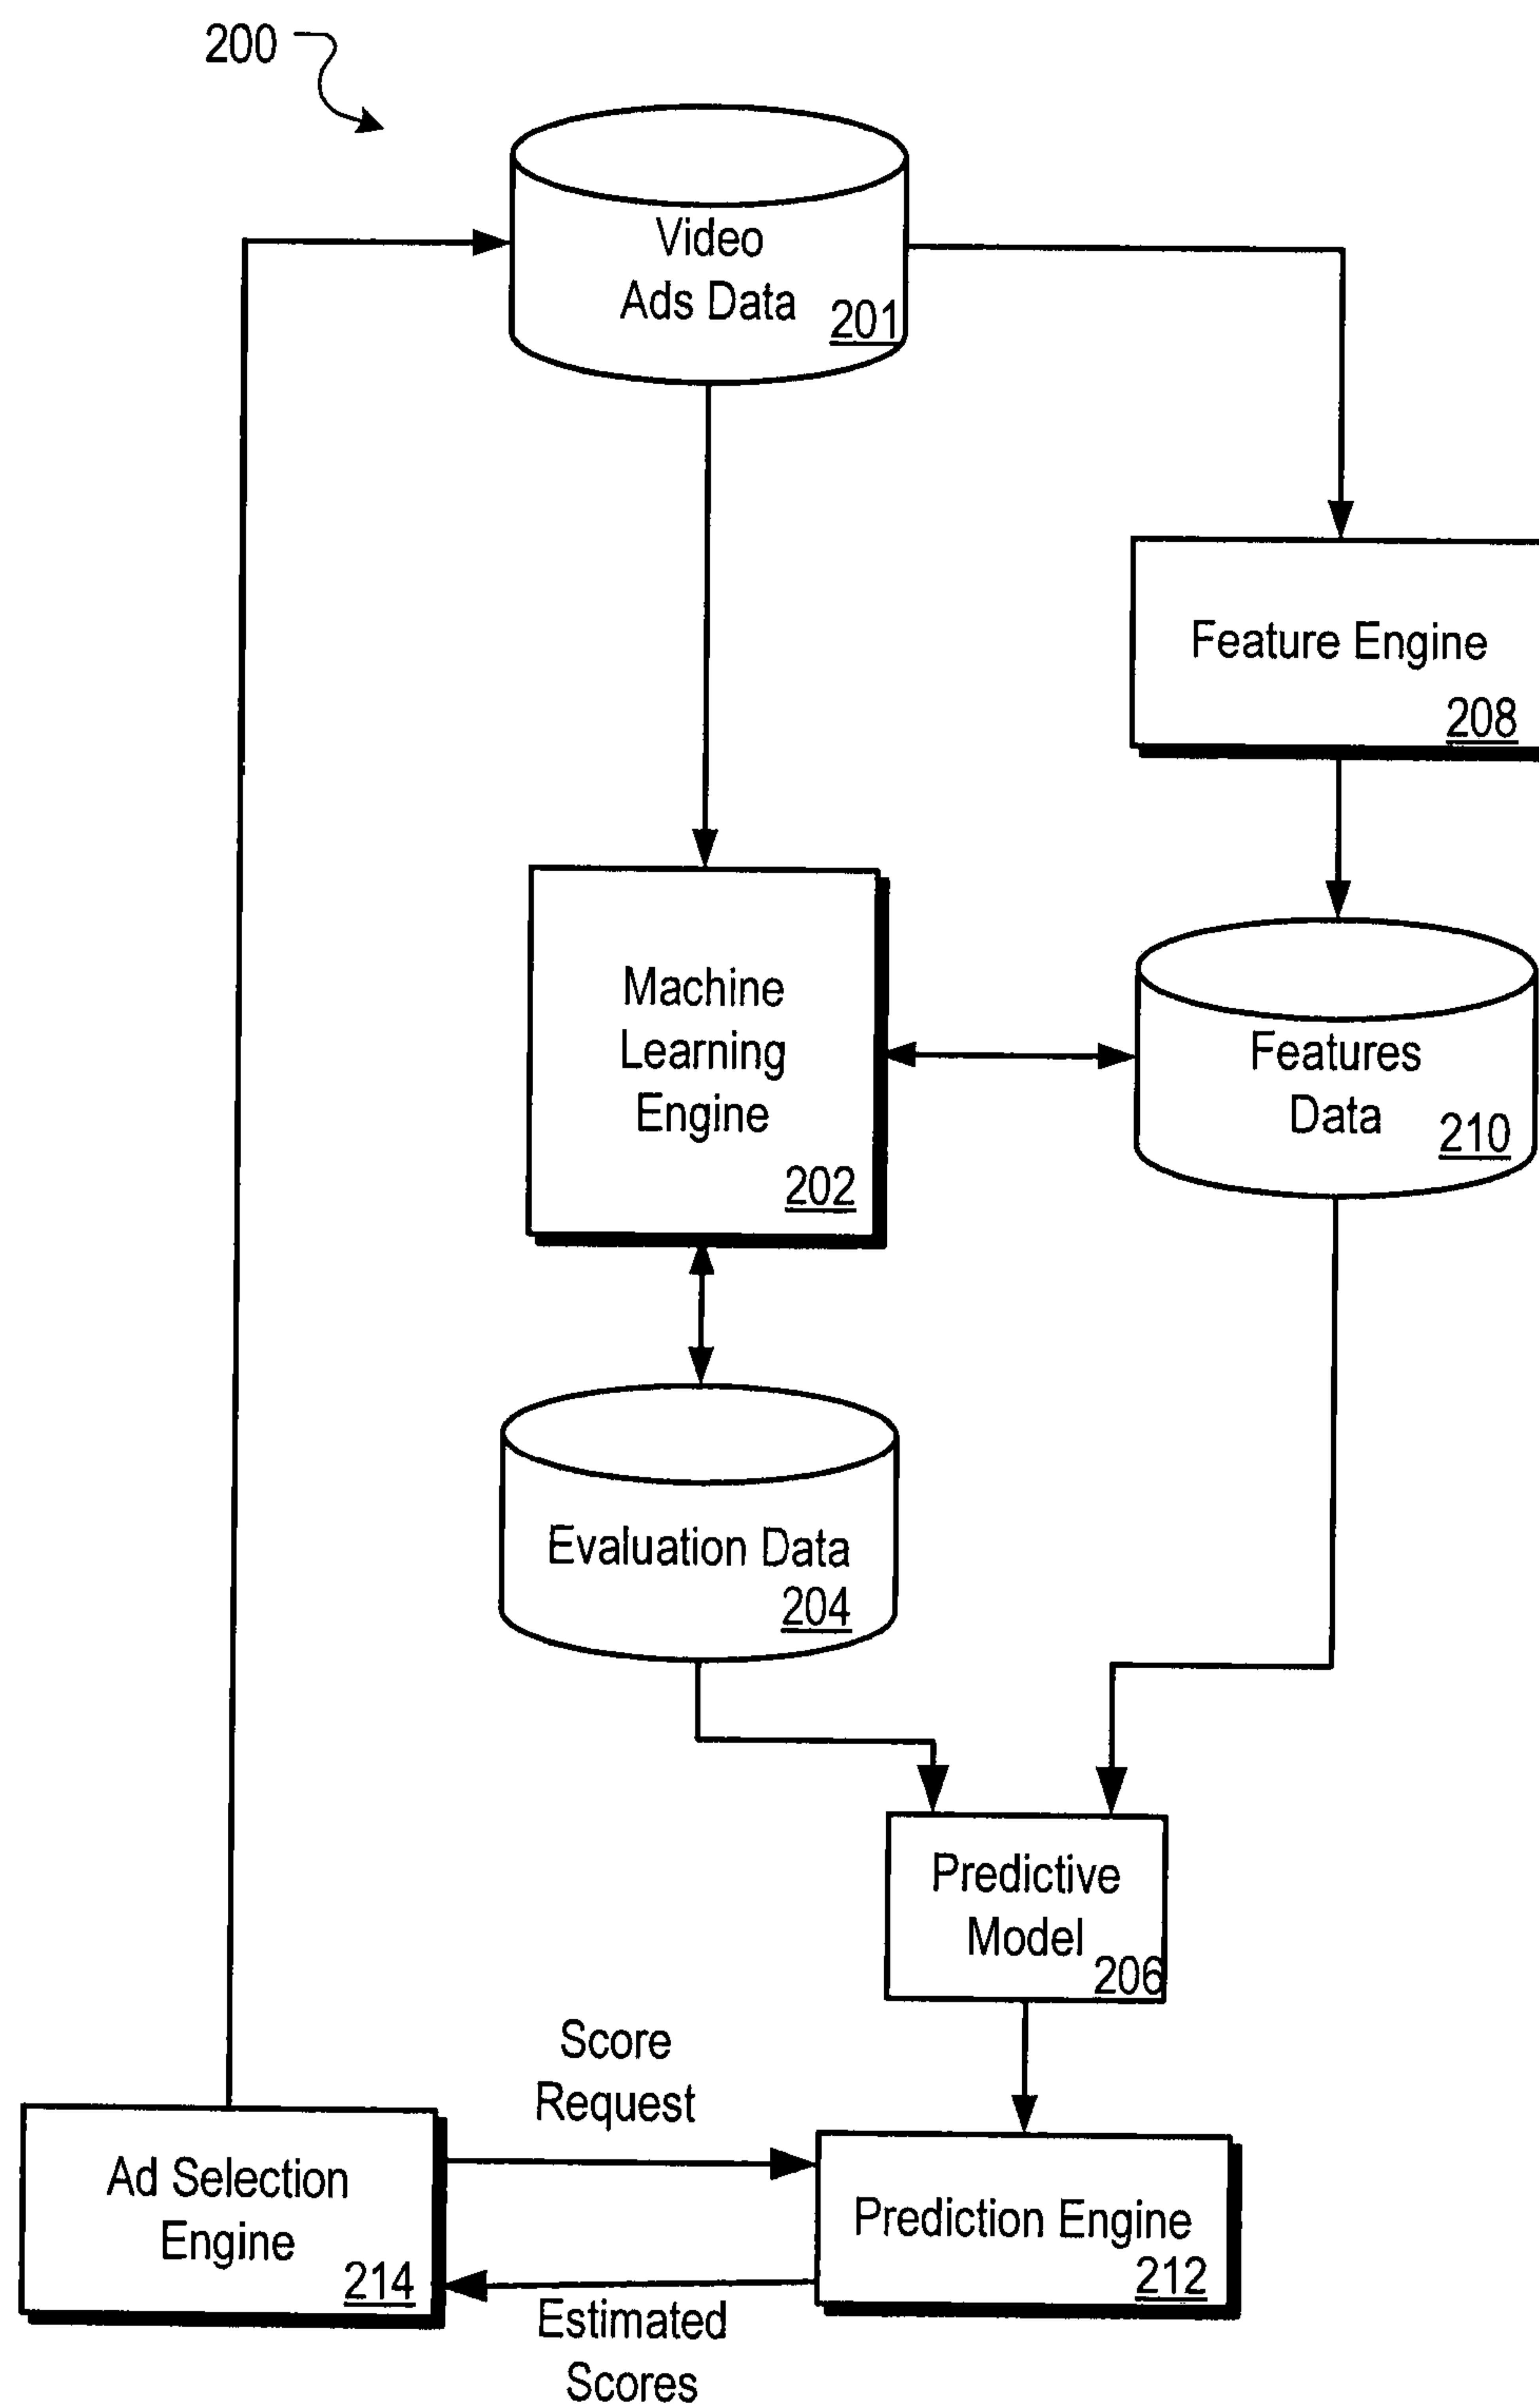 200
Video
Ads Data
201
Feature Engine
208
Machine
Learning
Engine
202
Features
Data
210
Evaluation Data
204
Predictive
Model
206
Score
Request
Ad Selection
Engine
214
Prediction Engine
212
Estimated
Scores